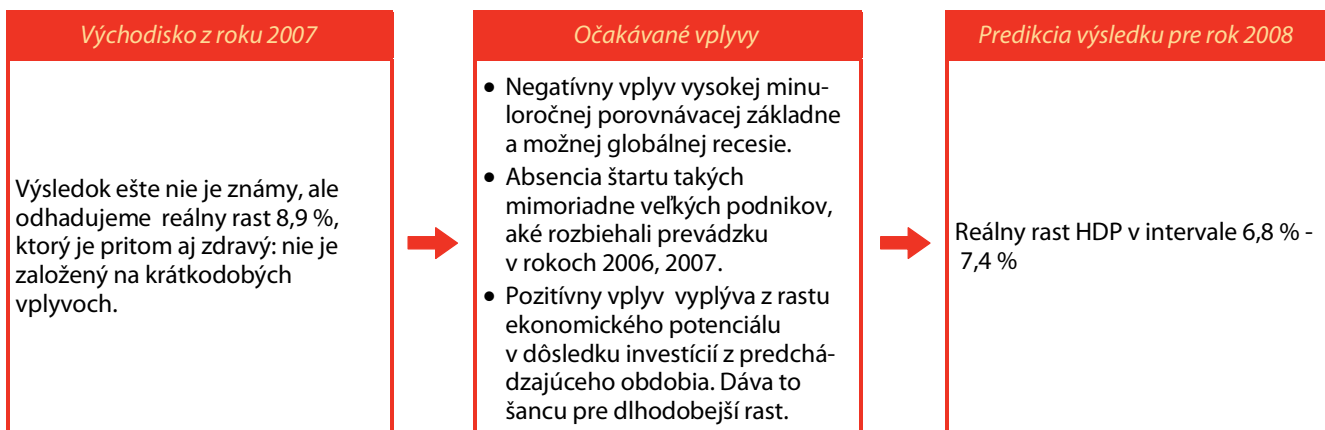 Východisko z roku 2007
Výsledok ešte nie je známy, ale
odhadujeme reálny rast 8,9 %,
ktorý je pritom aj zdravý: nie je
založený na krátkodobých
vplyvoch.
Očakávané vplyvy
• Negatívny vplyv vysokej minu-
loročnej porovnávacej základne
a možnej globálnej recesie.
• Absencia štartu takých
mimoriadne veľkých podnikov,
aké rozbiehali prevádzku
v rokoch 2006, 2007.
• Pozitívny vplyv vyplýva z rastu
ekonomického potenciálu
v dôsledku investícií z predchá-
dzajúceho obdobia. Dáva to
šancu pre dlhodobejší rast.
Predikcia výsledku pre rok 2008
Reálny rast HDP v intervale 6,8 % -
7,4 %